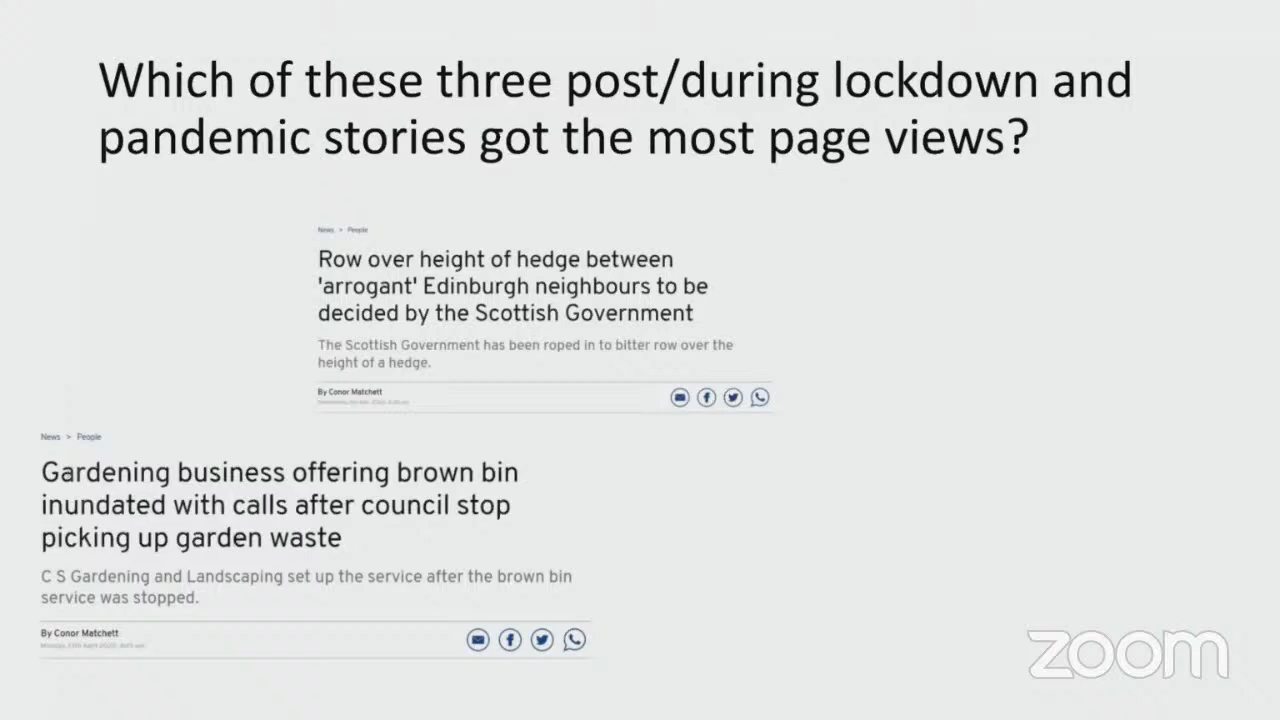 Which of these three post/during lockdown and
pandemic stories got the most page views?
News > People
Row over height of hedge between
'arrogant' Edinburgh neighbours to be
decided by the Scottish Government
The Scottish Government has been roped in to bitter row over the
height of a hedge.
By Conor Matchett
News > People
Gardening business offering brown bin
inundated with calls after council stop
picking up garden waste
C S Gardening and Landscaping set up the service after the brown bin
service was stopped.
By Conor Matchett
zoom